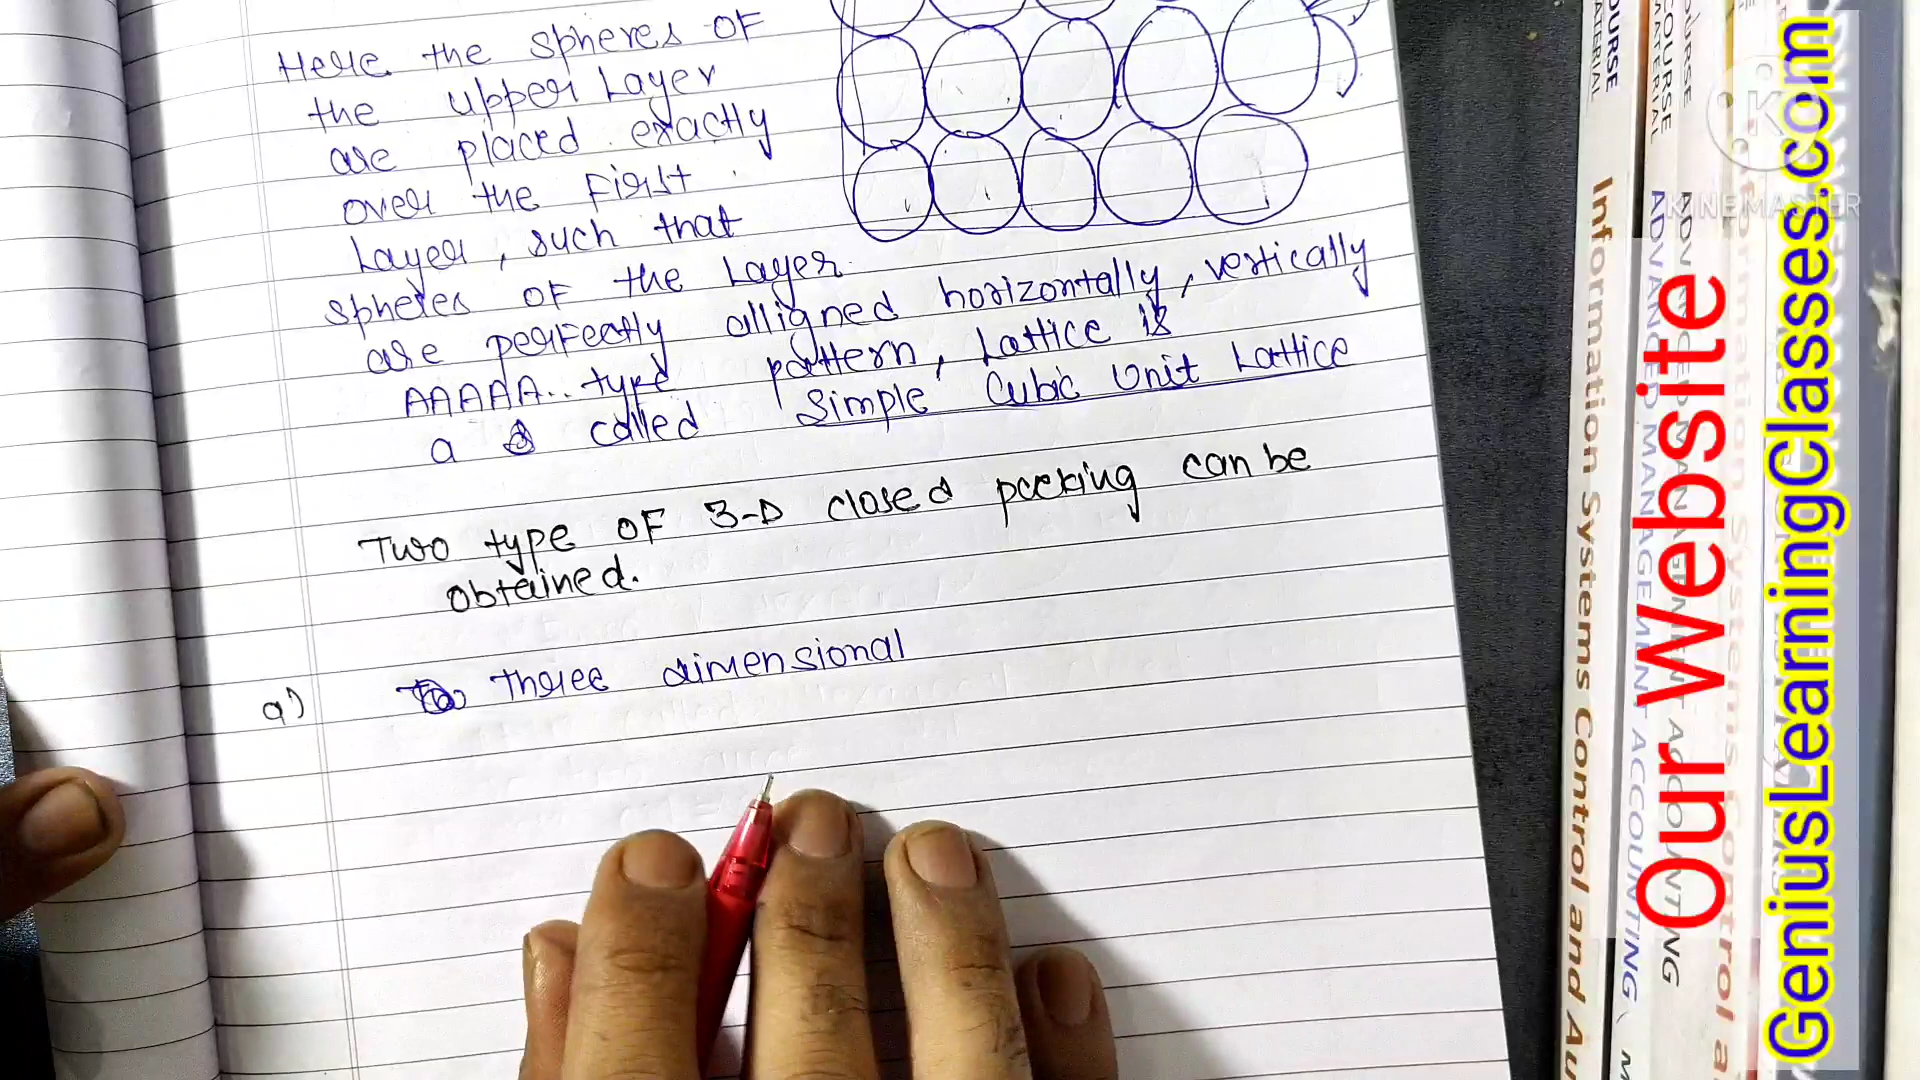 Here the spheres OF
the upper Layer
are placed exactly
over the First
Layer, such that
spheres OF the Layer
are perfectly alligned horizontally, vertically
AAAAA.. type pattern, Lattice is
a called Simple Cubic Unit Lattice
Two type OF 3-D closed packing can be
obtained.
a) three dimensional
COURSE
MATERIAL
Information Systems Control and Au
ADVANCED MANAGEMENT ACCOUNTING
KINEMASTER
Our Website
GeniusLearningClasses.com